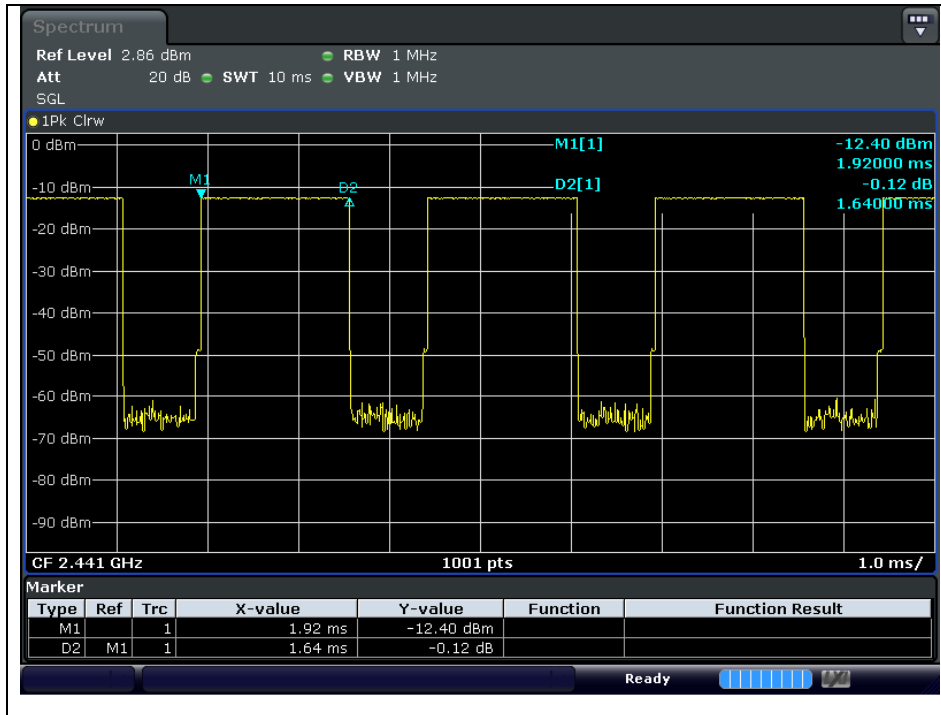 Spectrum
Ref Level 2.86 dBm RBW 1 MHz
Att 20 dB SWT 10 ms VBW 1 MHz
SGL
1Pk Clrw
0 dBm
M1[1] -12.40 dBm
1.92000 ms
M1
D2
-10 dBm
D2[1] -0.12 dB
1.64000 ms
-20 dBm
-30 dBm
-40 dBm
-50 dBm
-60 dBm
-70 dBm
-80 dBm
-90 dBm
CF 2.441 GHz 1001 pts 1.0 ms/
Marker
Type Ref Trc X-value Y-value Function Function Result
M1 1 1.92 ms -12.40 dBm
D2 M1 1 1.64 ms -0.12 dB
Ready